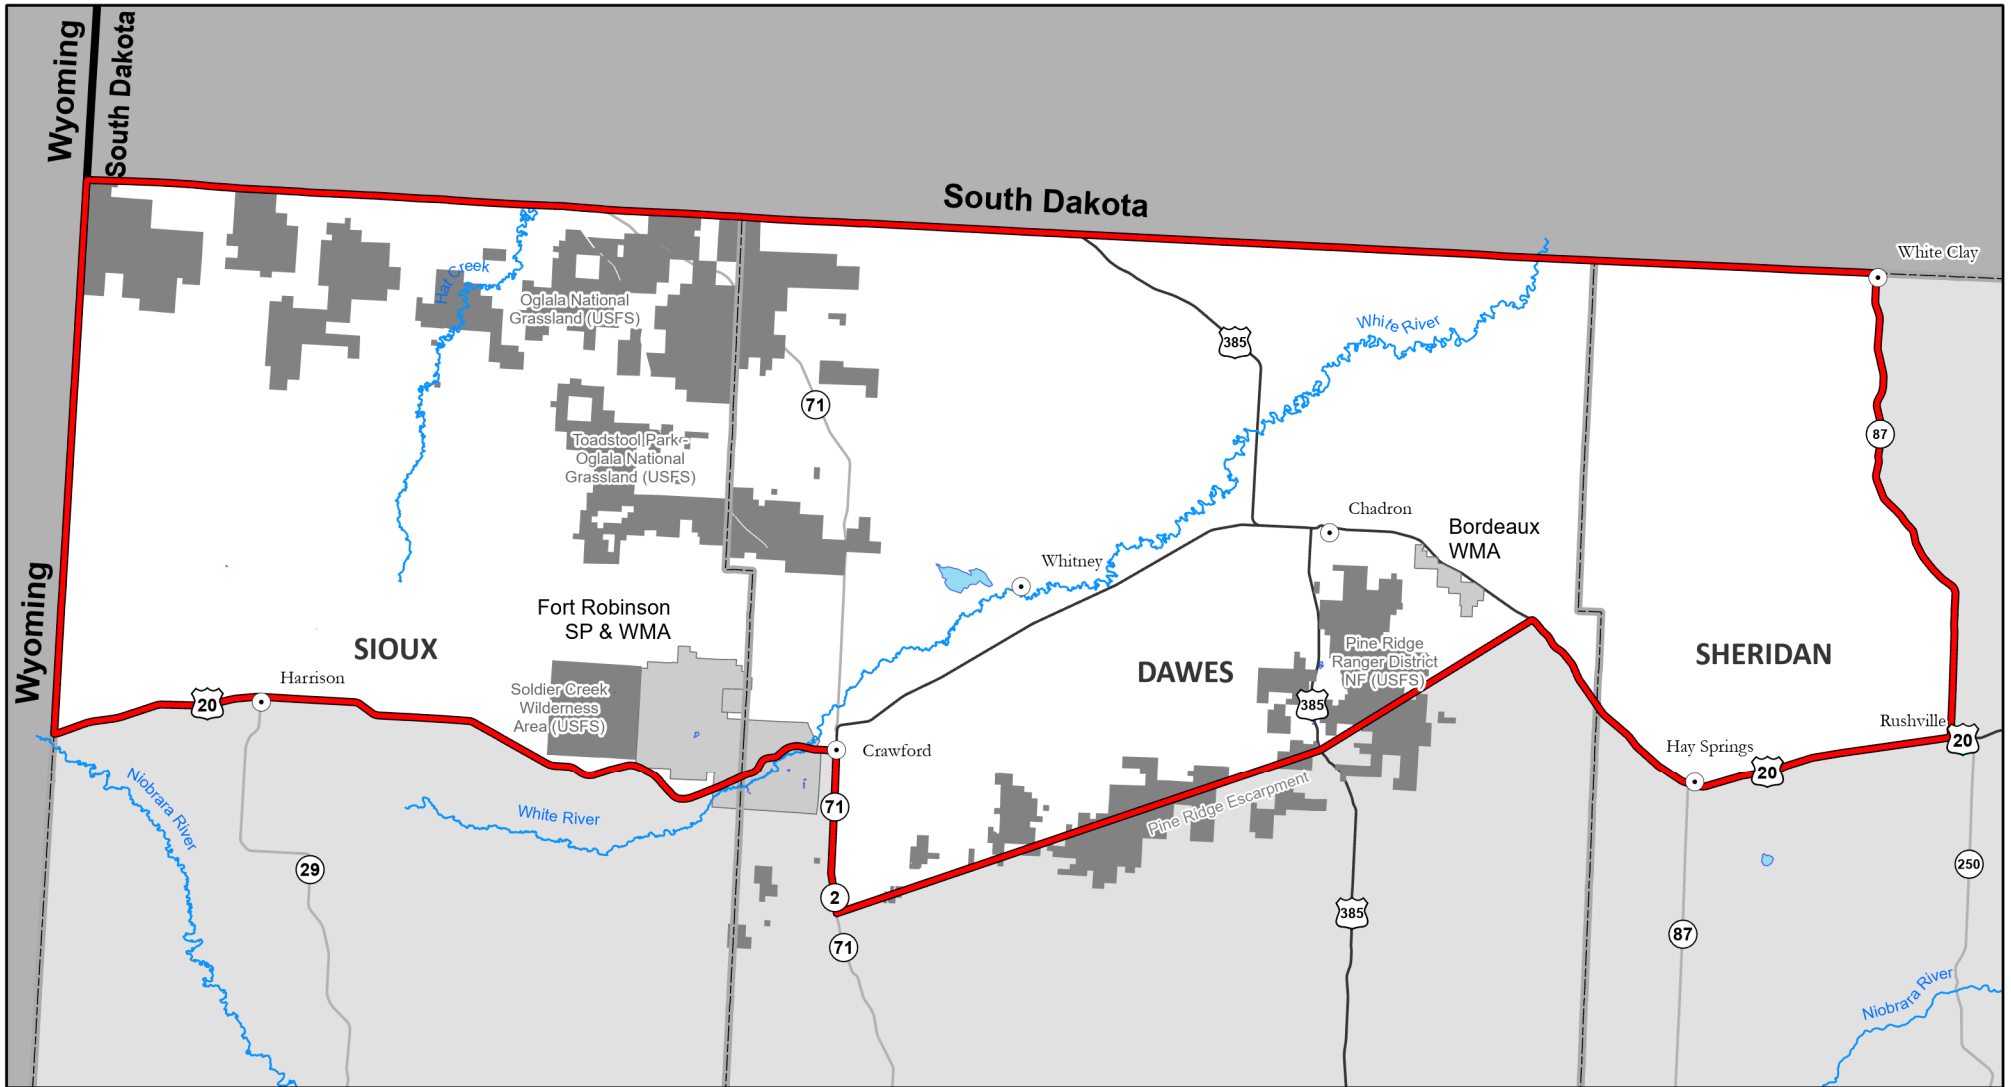 Wyoming
South Dakota
South Dakota
White Clay
Hat Creek
Oglala National
Grassland (USFS)
White River
385
71
87
Toadstool Park -
Oglala National
Grassland (USFS)
Chadron
Bordeaux
WMA
Whitney
Wyoming
Fort Robinson
SP & WMA
SIOUX
DAWES
SHERIDAN
Pine Ridge
Ranger District
NF (USFS)
Harrison
20
Soldier Creek
Wilderness
Area (USFS)
385
Rushville
20
Crawford
Hay Springs
20
Niobrara River
White River
71
Pine Ridge Escarpment
29
250
2
385
71
87
Niobrara River